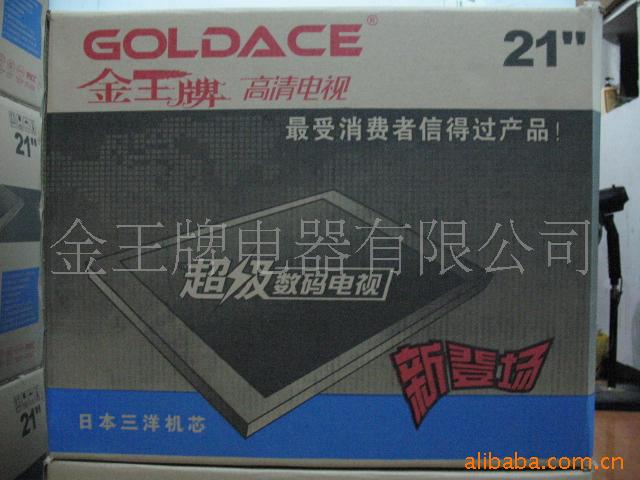 GOLDACE®
21"
金王牌 高清电视
最受消费者信得过产品!
21"
金王牌电器有限公司
超级数码电视
新登场
日本三洋机芯
21"
alibaba.com.cn